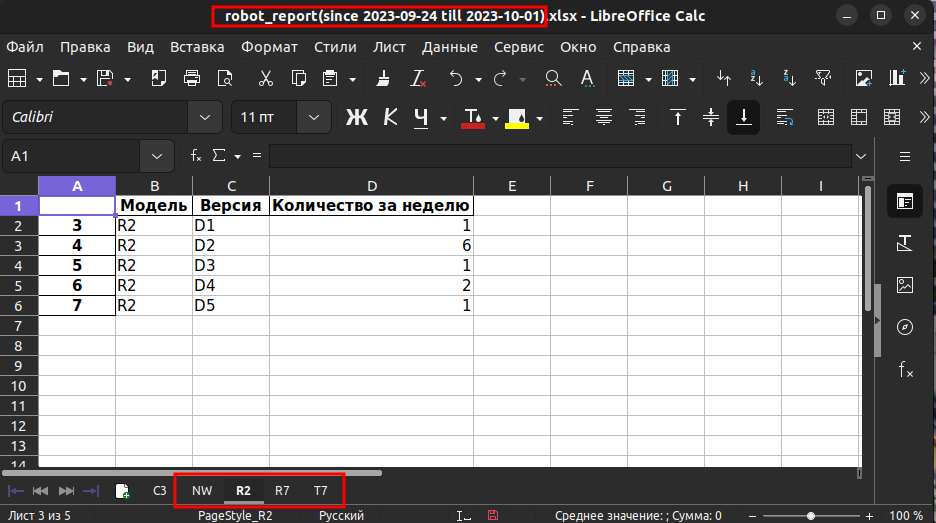 robot_report(since 2023-09-24 till 2023-10-01).xlsx - LibreOffice Calc
Файл Правка Вид Вставка Формат Стили Лист Данные Сервис Окно Справка
Calibri 11 пт Ж К Ч
A1 fx Σ =
A B C D E F G H I
1 Модель Версия Количество за неделю
2 3 R2 D1 1
3 4 R2 D2 6
4 5 R2 D3 1
5 6 R2 D4 2
6 7 R2 D5 1
7
8
9
10
11
12
13
14
C3 NW R2 R7 T7
Лист 3 из 5 PageStyle_R2 Русский Среднее значение: ; Сумма: 0 100 %